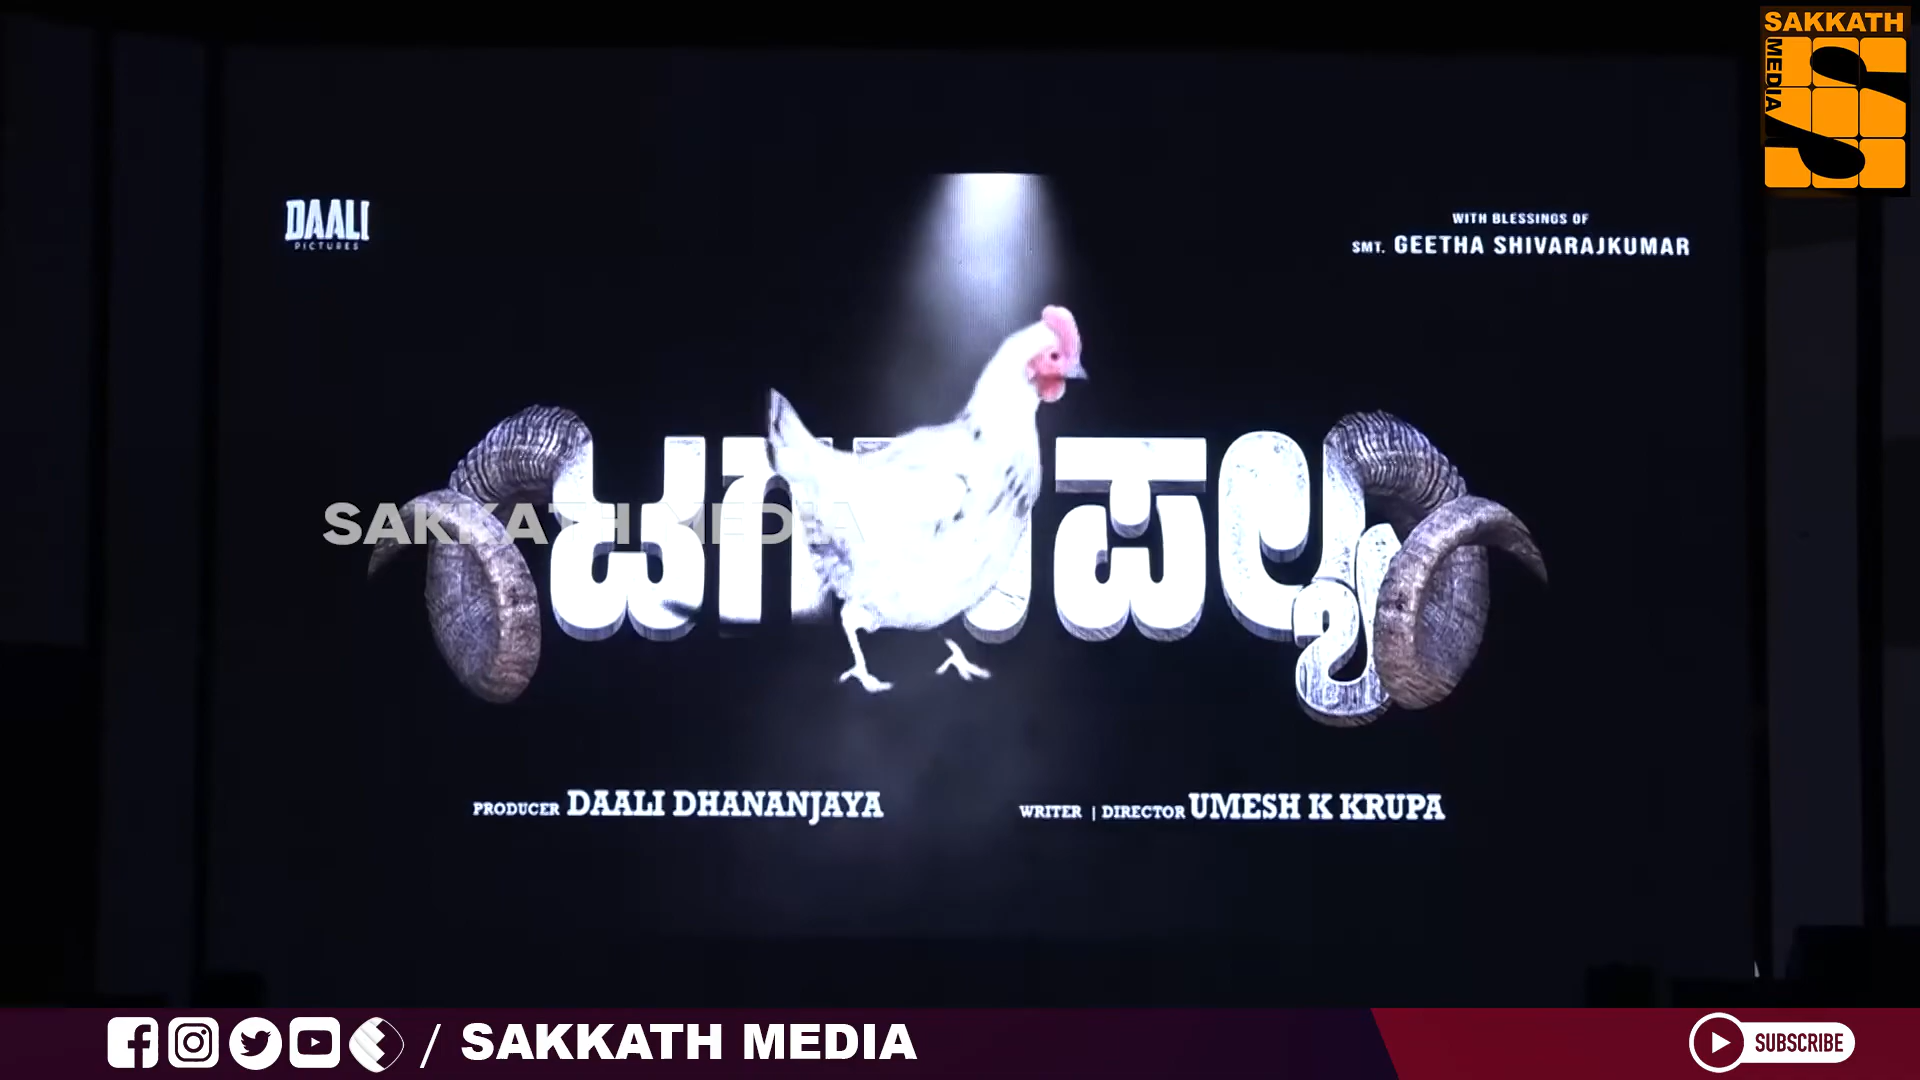 SAKKATH
MEDIA
DAALI
PICTURES
WITH BLESSINGS OF
SMT. GEETHA SHIVARAJKUMAR
SAKKATH MEDIA
PRODUCER DAALI DHANANJAYA
WRITER | DIRECTOR UMESH K KRUPA
/ SAKKATH MEDIA
SUBSCRIBE